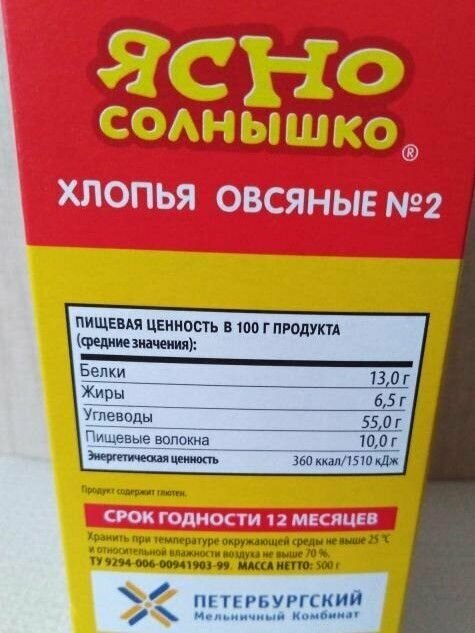 ЯСНО
СОЛНЫШКО
®
ХЛОПЬЯ ОВСЯНЫЕ №2
ПИЩЕВАЯ ЦЕННОСТЬ В 100 Г ПРОДУКТА
(средние значения):
Белки 13,0 г
Жиры 6,5 г
Углеводы 55,0 г
Пищевые волокна 10,0 г
Энергетическая ценность 360 ккал/1510 кДж
Продукт содержит глютен.
СРОК ГОДНОСТИ 12 МЕСЯЦЕВ
Хранить при температуре окружающей среды не выше 25 °С
и относительной влажности воздуха не выше 70 %.
ТУ 9294-006-00941903-99. МАССА НЕТТО: 500 г
ПЕТЕРБУРГСКИЙ
Мельничный Комбинат